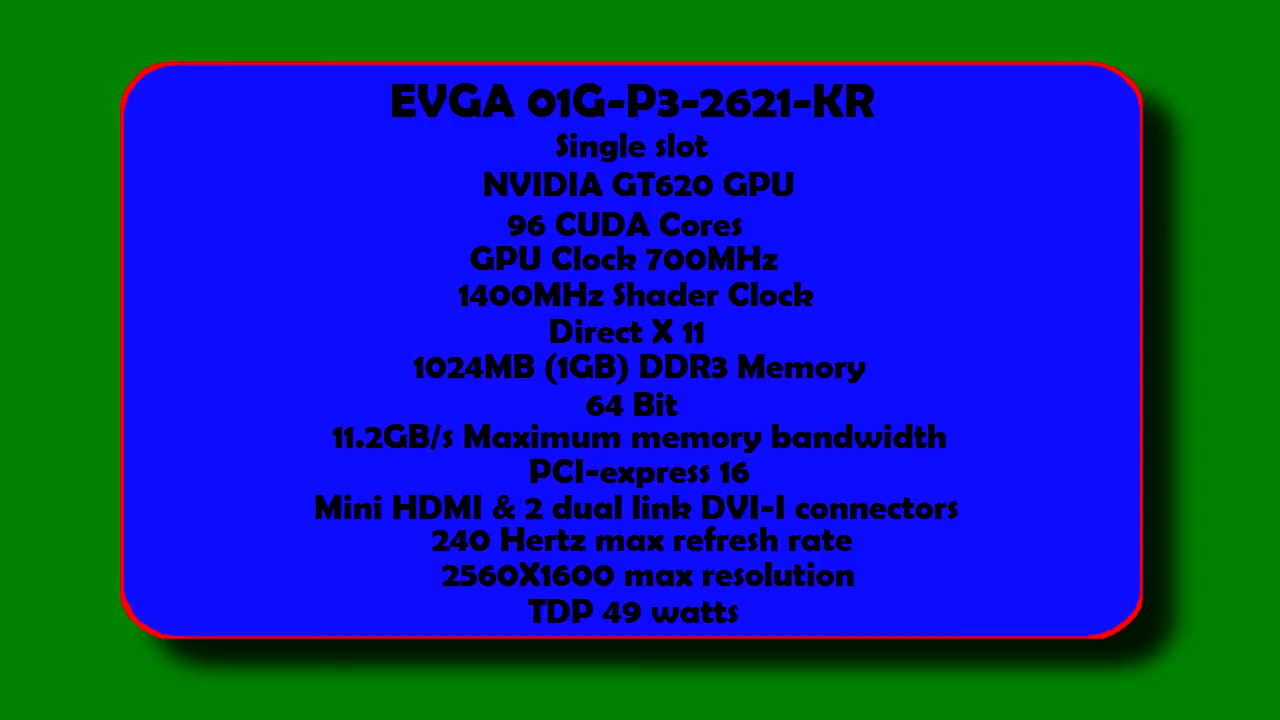 EVGA 01G-P3-2621-KR
Single slot
NVIDIA GT620 GPU
96 CUDA Cores
GPU Clock 700MHz
1400MHz Shader Clock
Direct X 11
1024MB (1GB) DDR3 Memory
64 Bit
11.2GB/s Maximum memory bandwidth
PCI-express 16
Mini HDMI & 2 dual link DVI-I connectors
240 Hertz max refresh rate
2560X1600 max resolution
TDP 49 watts